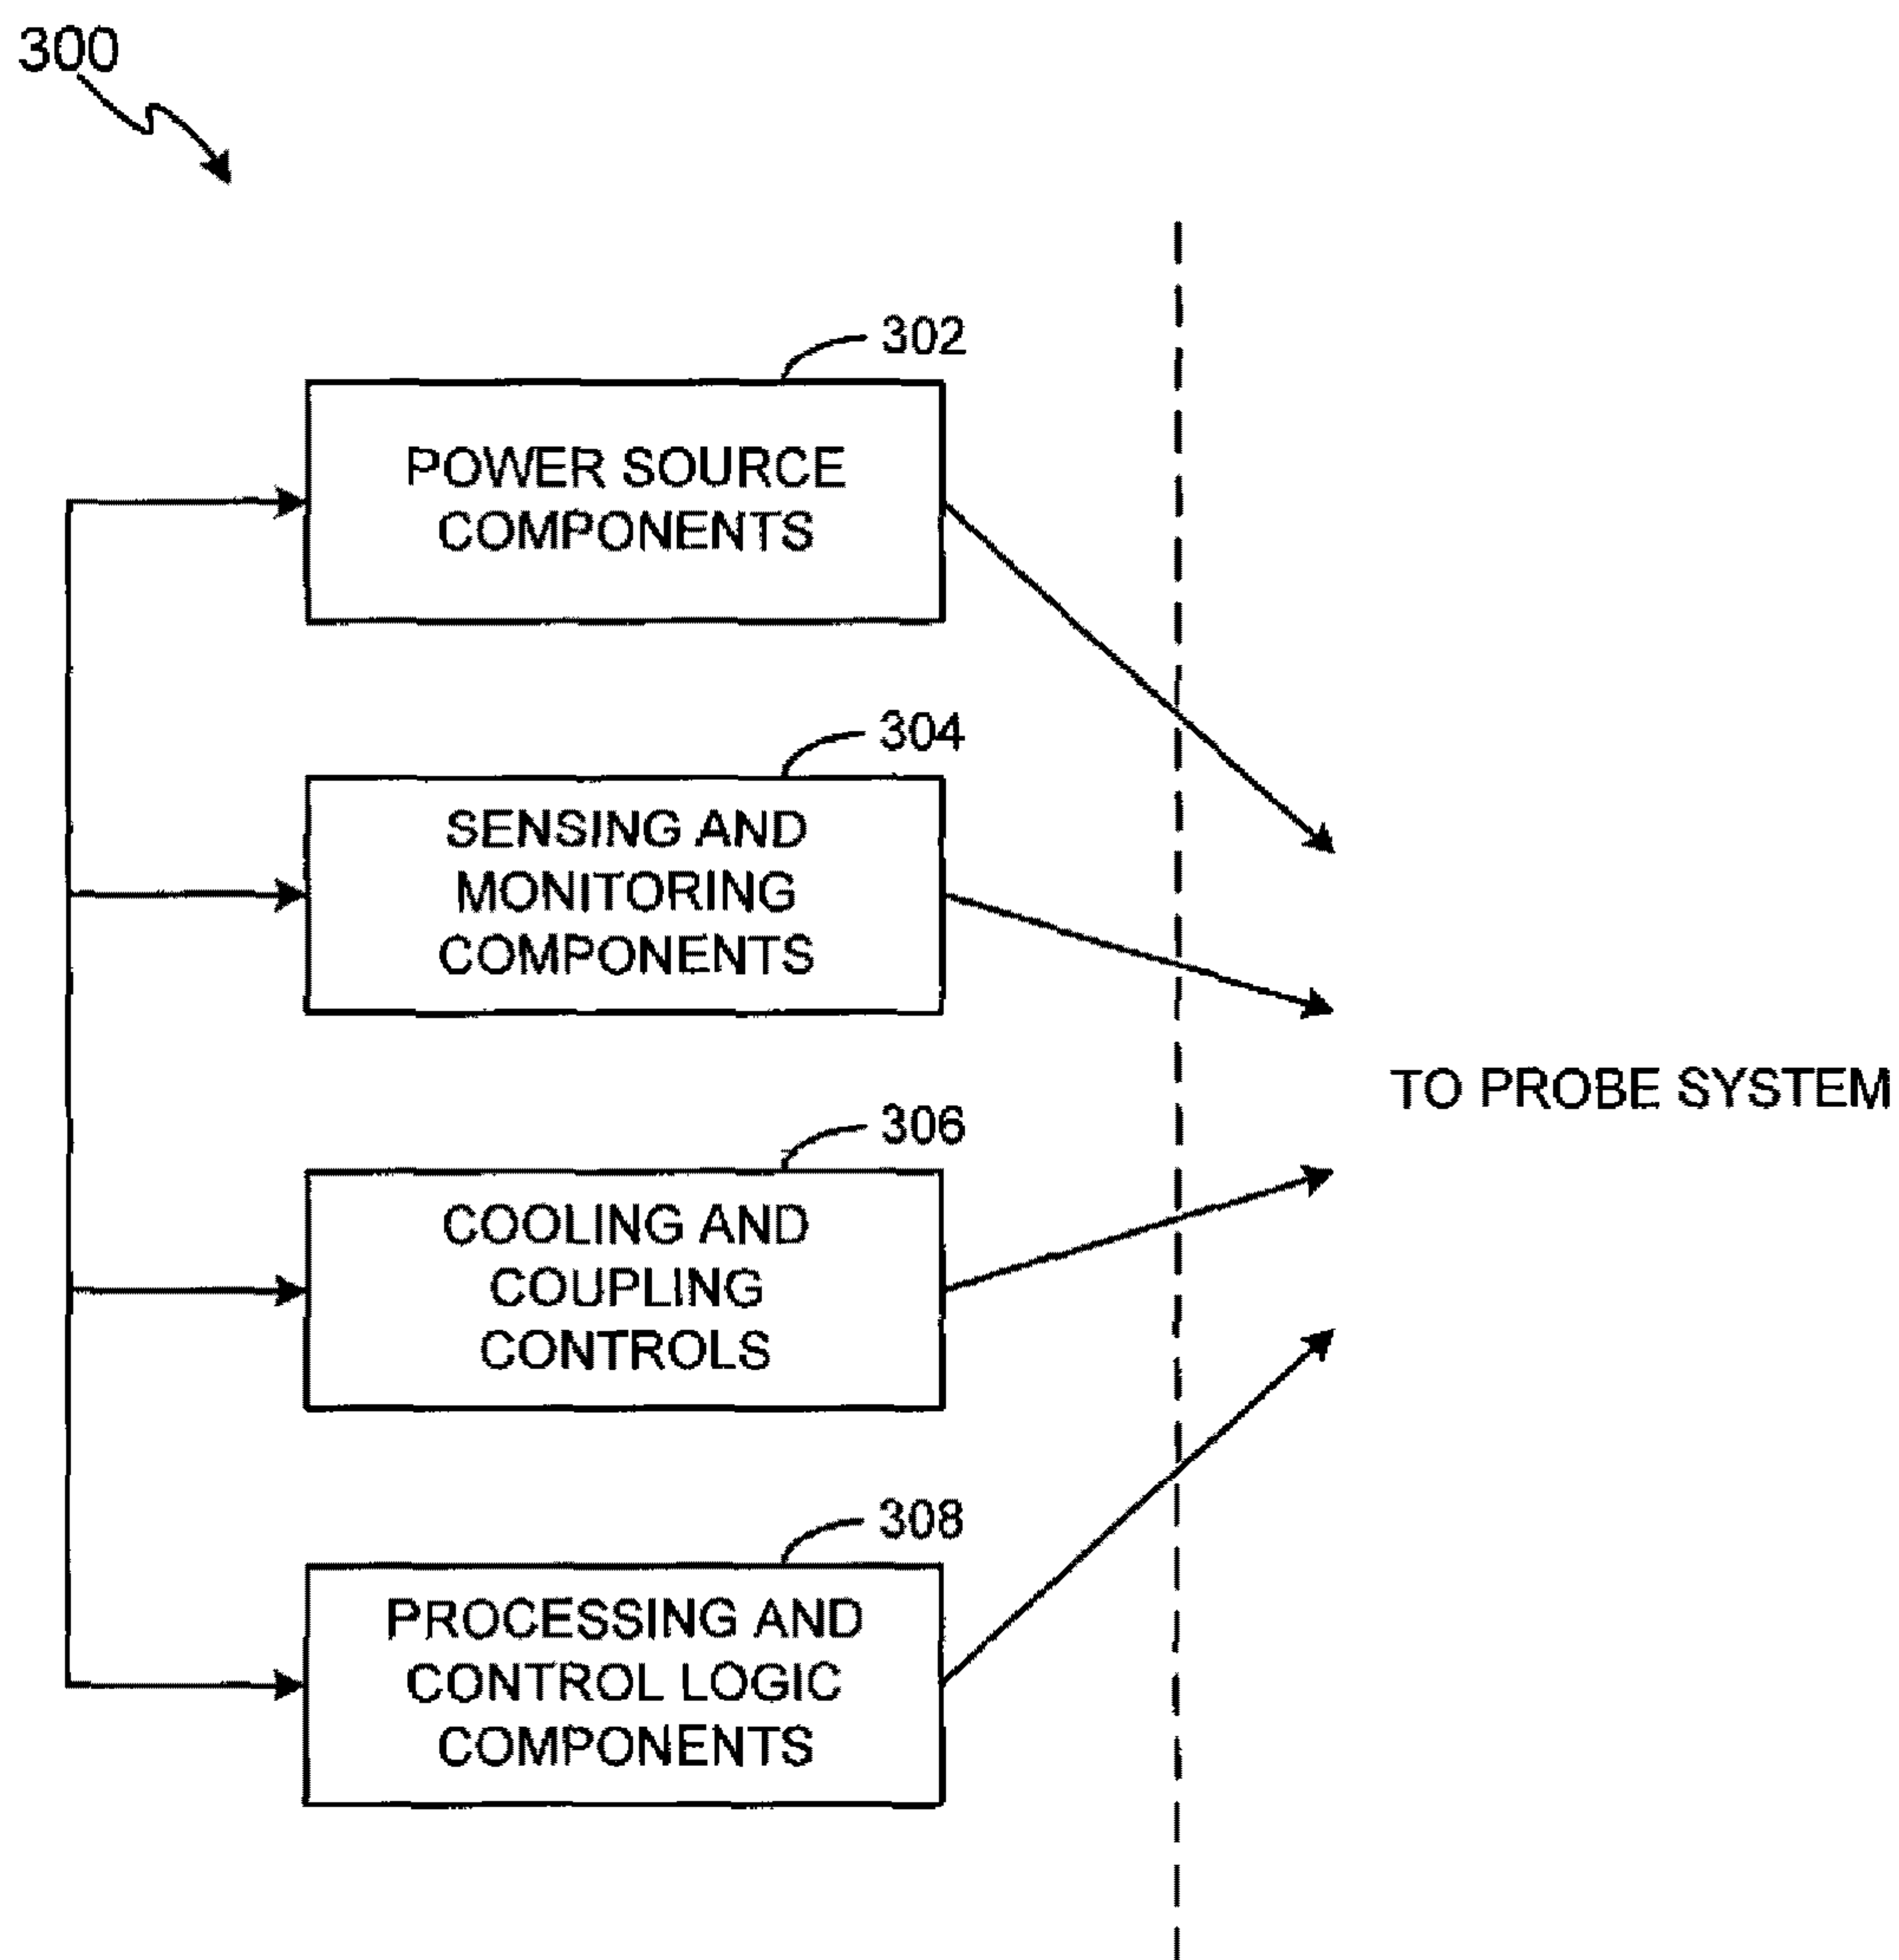 300
302
POWER SOURCE
COMPONENTS
304
SENSING AND
MONITORING
COMPONENTS
TO PROBE SYSTEM
306
COOLING AND
COUPLING
CONTROLS
308
PROCESSING AND
CONTROL LOGIC
COMPONENTS